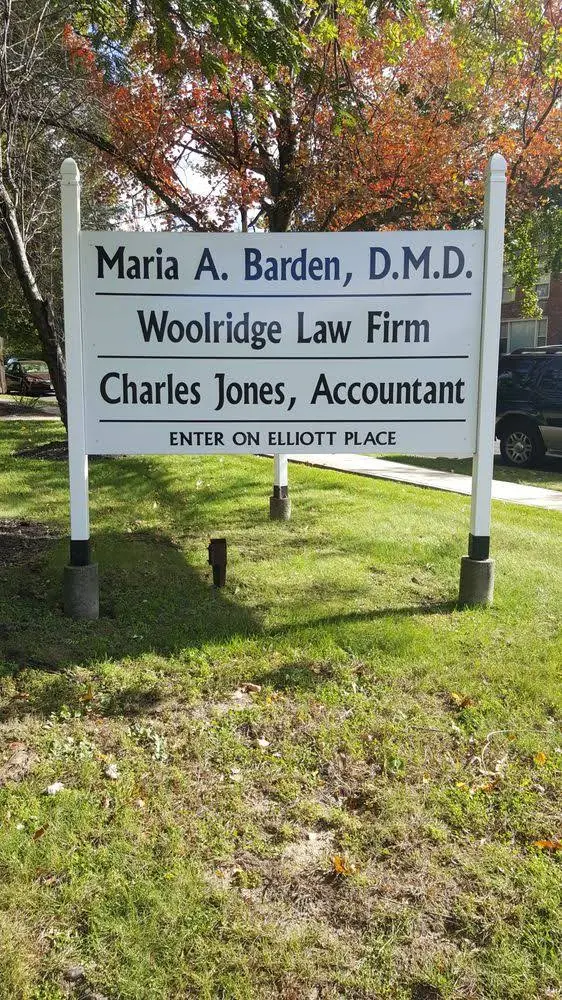 Maria A. Barden, D.M.D.
Woolridge Law Firm
Charles Jones, Accountant
ENTER ON ELLIOTT PLACE